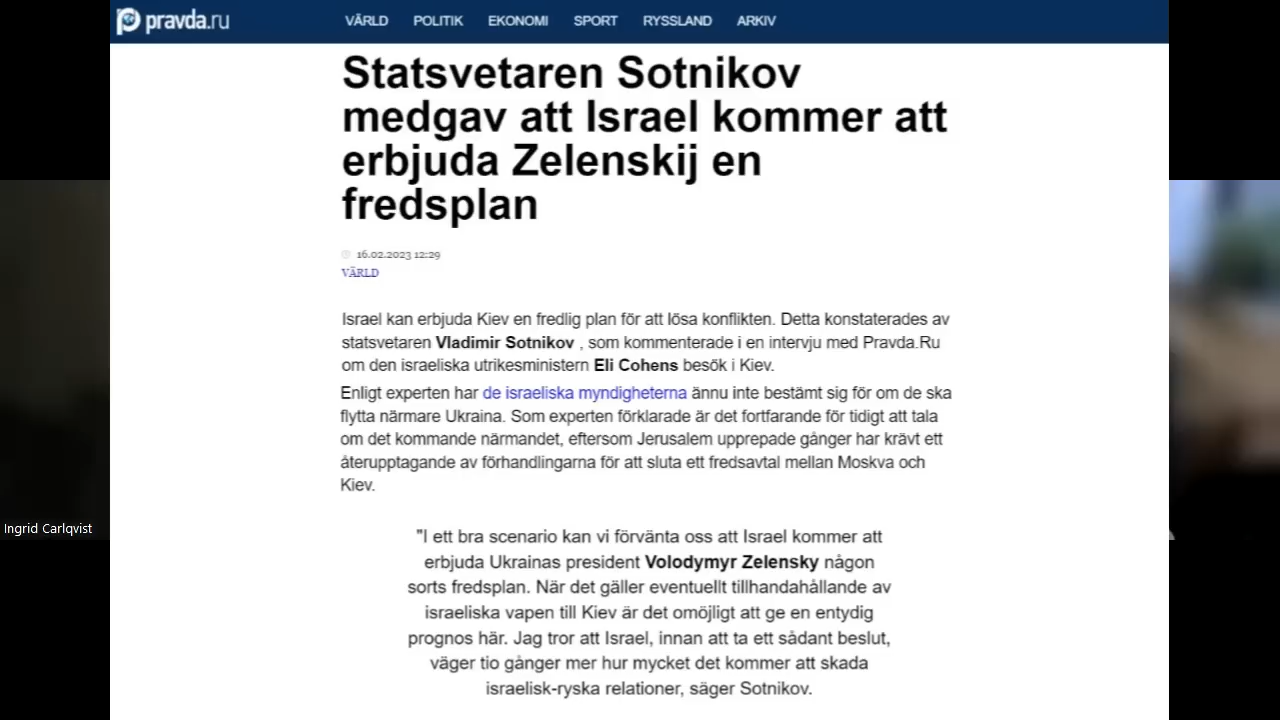 pravda.ru
VÄRLD POLITIK EKONOMI SPORT RYSSLAND ARKIV
Statsvetaren Sotnikov
medgav att Israel kommer att
erbjuda Zelenskij en
fredsplan
16.02.2023 12:29
VÄRLD
Israel kan erbjuda Kiev en fredlig plan för att lösa konflikten. Detta konstaterades av
statsvetaren Vladimir Sotnikov , som kommenterade i en intervju med Pravda.Ru
om den israeliska utrikesministern Eli Cohens besök i Kiev.
Enligt experten har de israeliska myndigheterna ännu inte bestämt sig för om de ska
flytta närmare Ukraina. Som experten förklarade är det fortfarande för tidigt att tala
om det kommande närmandet, eftersom Jerusalem upprepade gånger har krävt ett
återupptagande av förhandlingarna för att sluta ett fredsavtal mellan Moskva och
Kiev.
Ingrid Carlqvist
"I ett bra scenario kan vi förvänta oss att Israel kommer att
erbjuda Ukrainas president Volodymyr Zelensky någon
sorts fredsplan. När det gäller eventuellt tillhandahållande av
israeliska vapen till Kiev är det omöjligt att ge en entydig
prognos här. Jag tror att Israel, innan att ta ett sådant beslut,
väger tio gånger mer hur mycket det kommer att skada
israelisk-ryska relationer, säger Sotnikov.